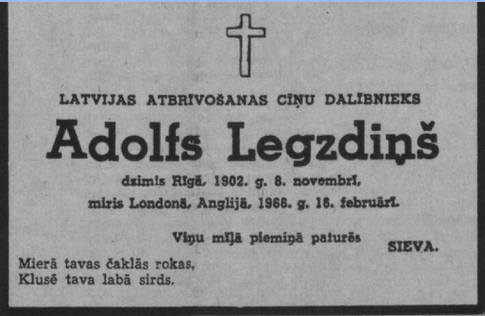 LATVIJAS ATBRĪVOŠANAS CĪŅU DALĪBNIEKS
Adolfs Legzdiņš
dzimis Rīgā, 1902. g. 8. novembrī,
miris Londonā, Anglijā, 1968. g. 16. februārī.
Viņu mīļā piemiņā paturēs
SIEVA.
Mierā tavas čaklās rokas,
Klusē tava labā sirds.